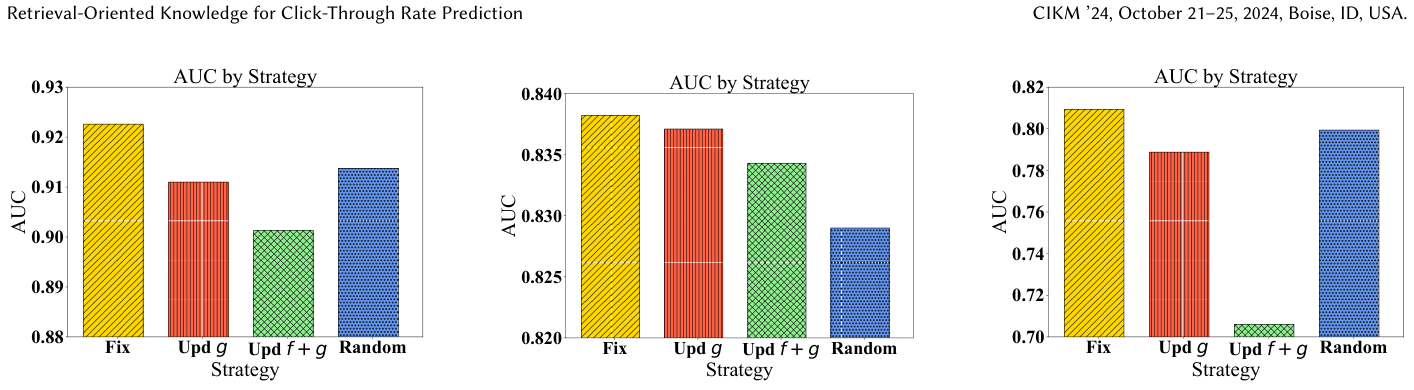 Retrieval-Oriented Knowledge for Click-Through Rate Prediction
CIKM ’24, October 21–25, 2024, Boise, ID, USA.
AUC by Strategy
0.93
0.92
0.91
0.90
0.89
0.88
AUC
Fix Upd g Upd f + g Random
Strategy
AUC by Strategy
0.840
0.835
0.830
0.825
0.820
AUC
Fix Upd g Upd f + g Random
Strategy
AUC by Strategy
0.82
0.80
0.78
0.76
0.74
0.72
0.70
AUC
Fix Upd g Upd f + g Random
Strategy